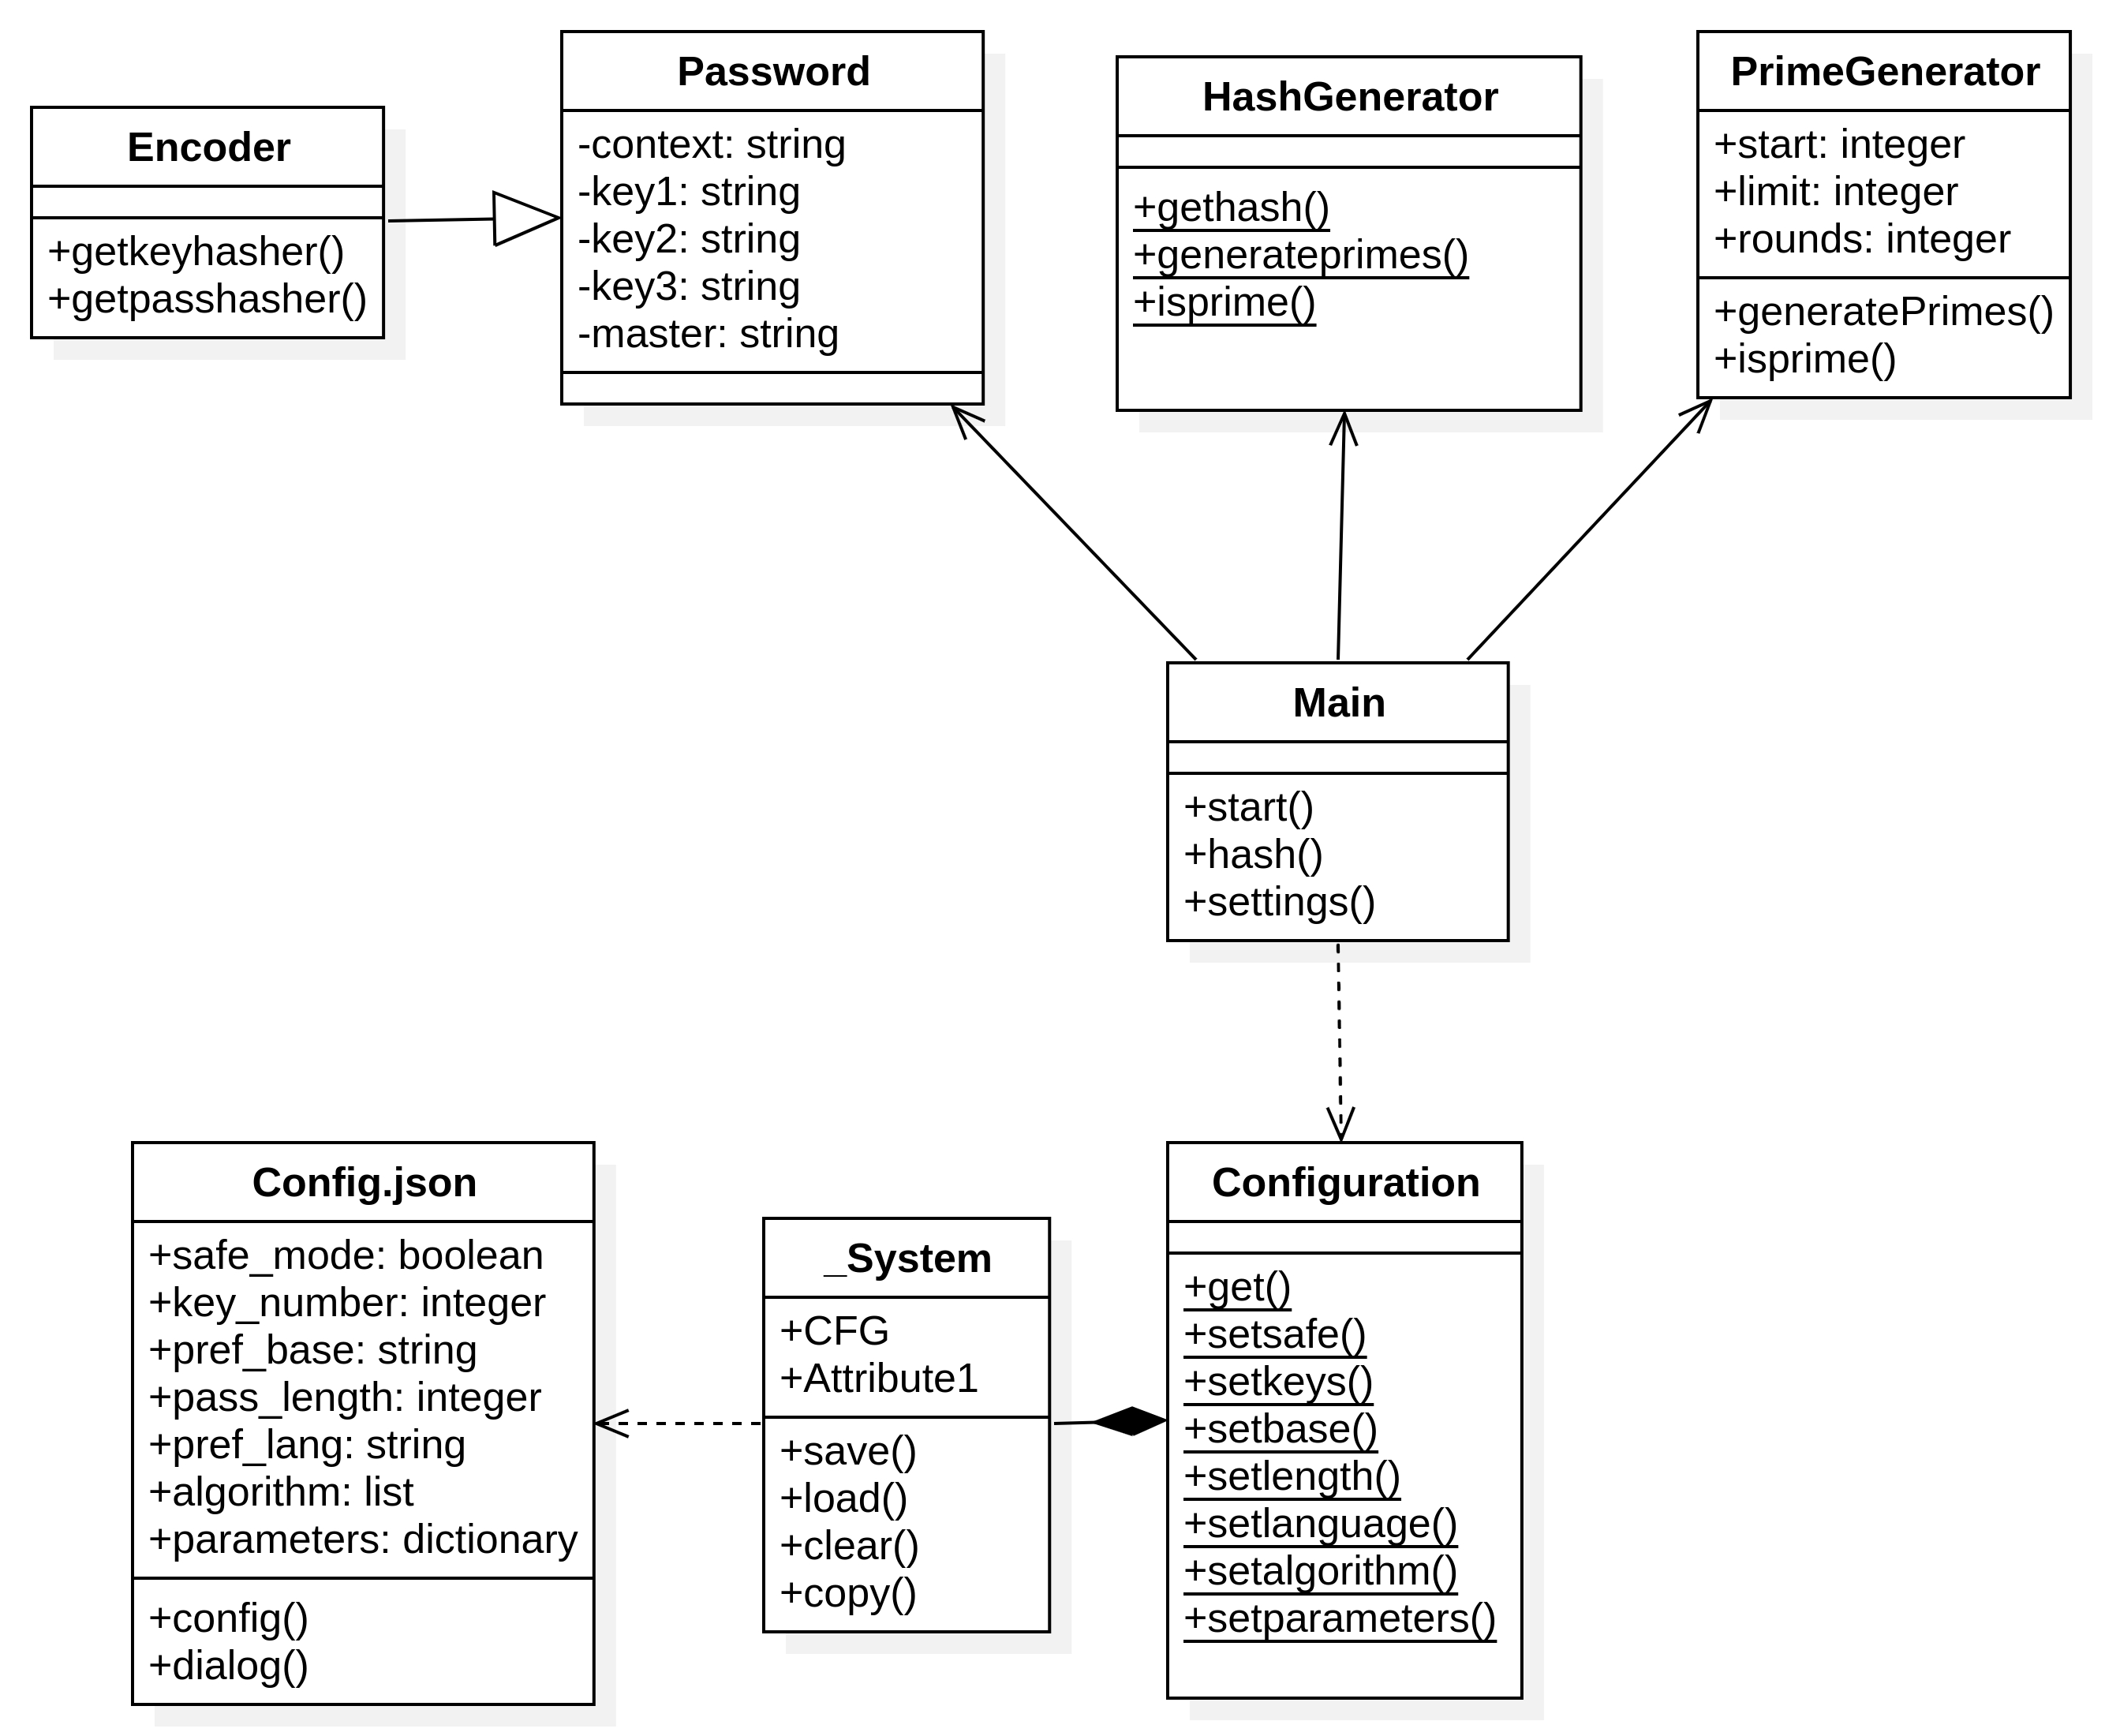 Encoder
+getkeyhasher()
+getpasshasher()
Password
-context: string
-key1: string
-key2: string
-key3: string
-master: string
HashGenerator
+gethash()
+generateprimes()
+isprime()
PrimeGenerator
+start: integer
+limit: integer
+rounds: integer
+generatePrimes()
+isprime()
Main
+start()
+hash()
+settings()
Config.json
+safe_mode: boolean
+key_number: integer
+pref_base: string
+pass_length: integer
+pref_lang: string
+algorithm: list
+parameters: dictionary
+config()
+dialog()
_System
+CFG
+Attribute1
+save()
+load()
+clear()
+copy()
Configuration
+get()
+setsafe()
+setkeys()
+setbase()
+setlength()
+setlanguage()
+setalgorithm()
+setparameters()